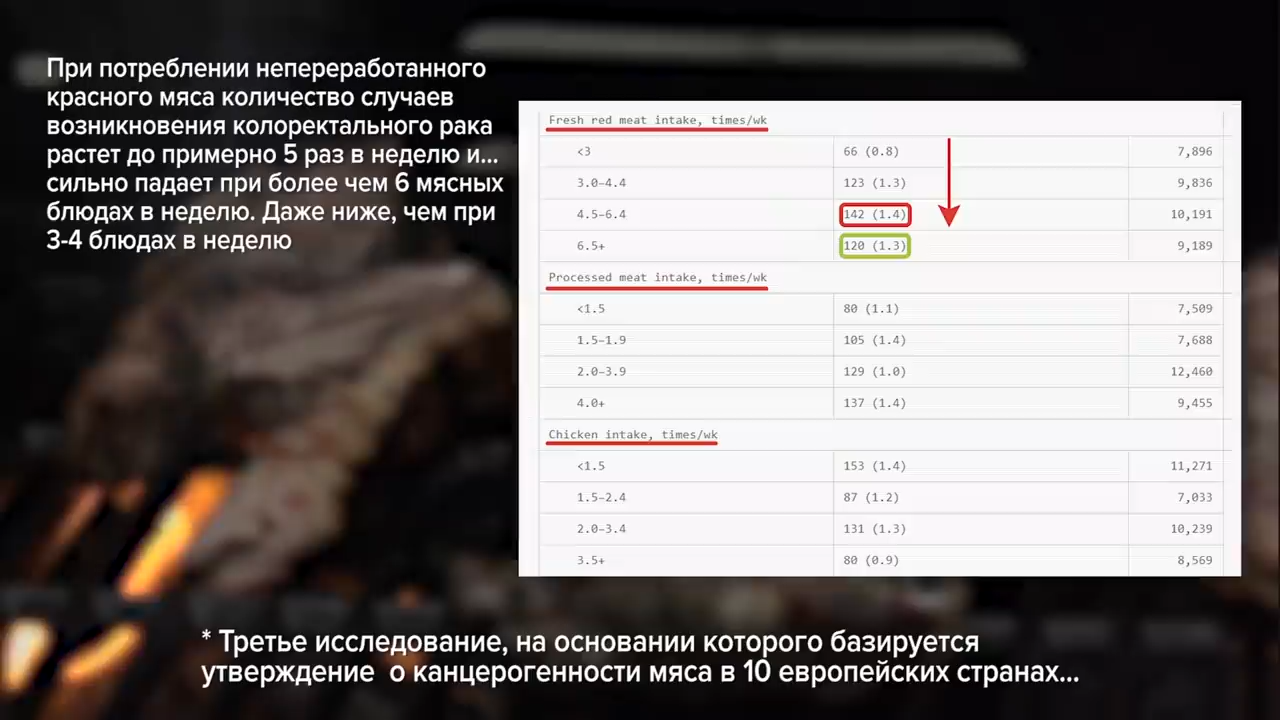 При потреблении непереработанного
красного мяса количество случаев
возникновения колоректального рака
растет до примерно 5 раз в неделю и...
сильно падает при более чем 6 мясных
блюдах в неделю. Даже ниже, чем при
3-4 блюдах в неделю
Fresh red meat intake, times/wk
<3 66 (0.8) 7,896
3.0–4.4 123 (1.3) 9,836
4.5–6.4 142 (1.4) 10,191
6.5+ 120 (1.3) 9,189
Processed meat intake, times/wk
<1.5 80 (1.1) 7,509
1.5–1.9 105 (1.4) 7,688
2.0–3.9 129 (1.0) 12,460
4.0+ 137 (1.4) 9,455
Chicken intake, times/wk
<1.5 153 (1.4) 11,271
1.5–2.4 87 (1.2) 7,033
2.0–3.4 131 (1.3) 10,239
3.5+ 80 (0.9) 8,569
* Третье исследование, на основании которого базируется
утверждение о канцерогенности мяса в 10 европейских странах...